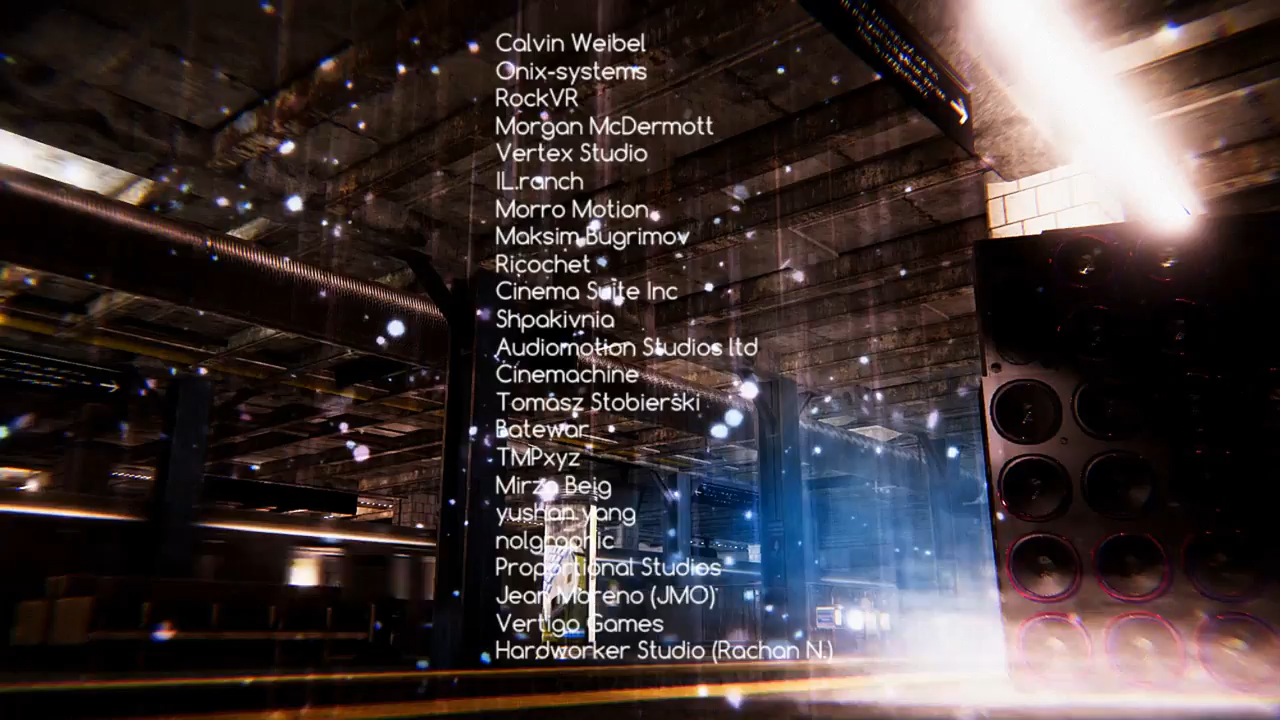 Calvin Weibel
Onix-systems
RockVR
Morgan McDermott
Vertex Studio
IL.ranch
Morro Motion
Maksim Bugrimov
Ricochet
Cinema Suite Inc
Shpakivnia
Audiomotion Studios ltd
Cinemachine
Tomasz Stobierski
Batewar
TMPxyz
Mirza Beig
yushan yang
nolgraphic
Proportional Studios
Jean Moreno (JMO)
Vertigo Games
Hardworker Studio (Rachan N.)